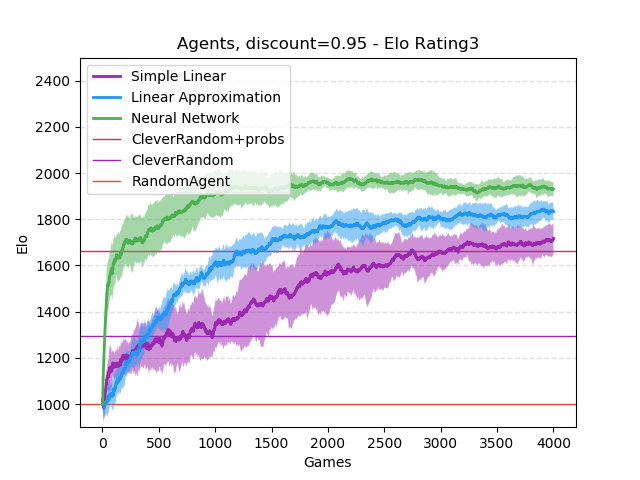 Agents, discount=0.95 - Elo Rating3
Simple Linear
Linear Approximation
Neural Network
CleverRandom+probs
CleverRandom
RandomAgent
2400
2200
2000
1800
1600
1400
1200
1000
Elo
0 500 1000 1500 2000 2500 3000 3500 4000
Games